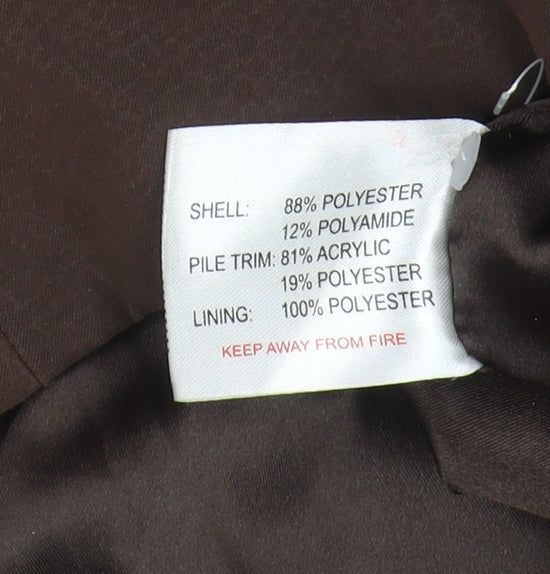 SHELL: 88% POLYESTER
12% POLYAMIDE
PILE TRIM: 81% ACRYLIC
19% POLYESTER
LINING: 100% POLYESTER
KEEP AWAY FROM FIRE